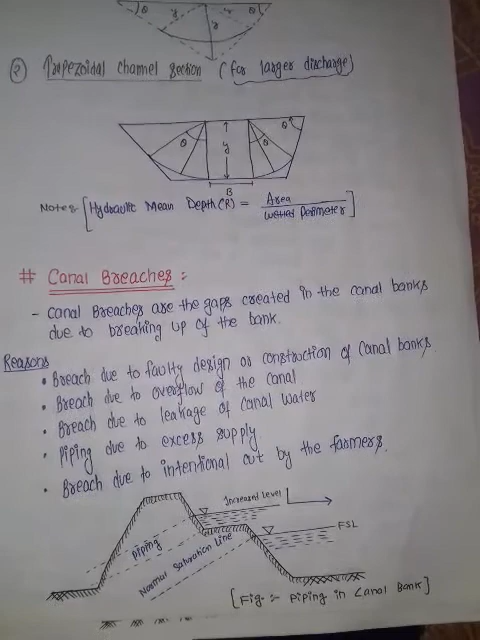 θ y r θ
y
② Trapezoidal channel section (for larger discharge)
θ y θ θ
B
Notes [Hydraulic Mean Depth(R) = Area / Wetted Perimeter]
# Canal Breaches :
- Canal Breaches are the gaps created in the canal banks
due to breaking up of the bank.
Reasons
• Breach due to faulty design or construction of Canal banks.
• Breach due to overflow of the canal
• Breach due to leakage of canal water
• Piping due to excess supply
• Breach due to intentional cut by the farmers.
Increased level
FSL
Piping
Normal Saturation Line
[Fig :- Piping in Canal Bank]